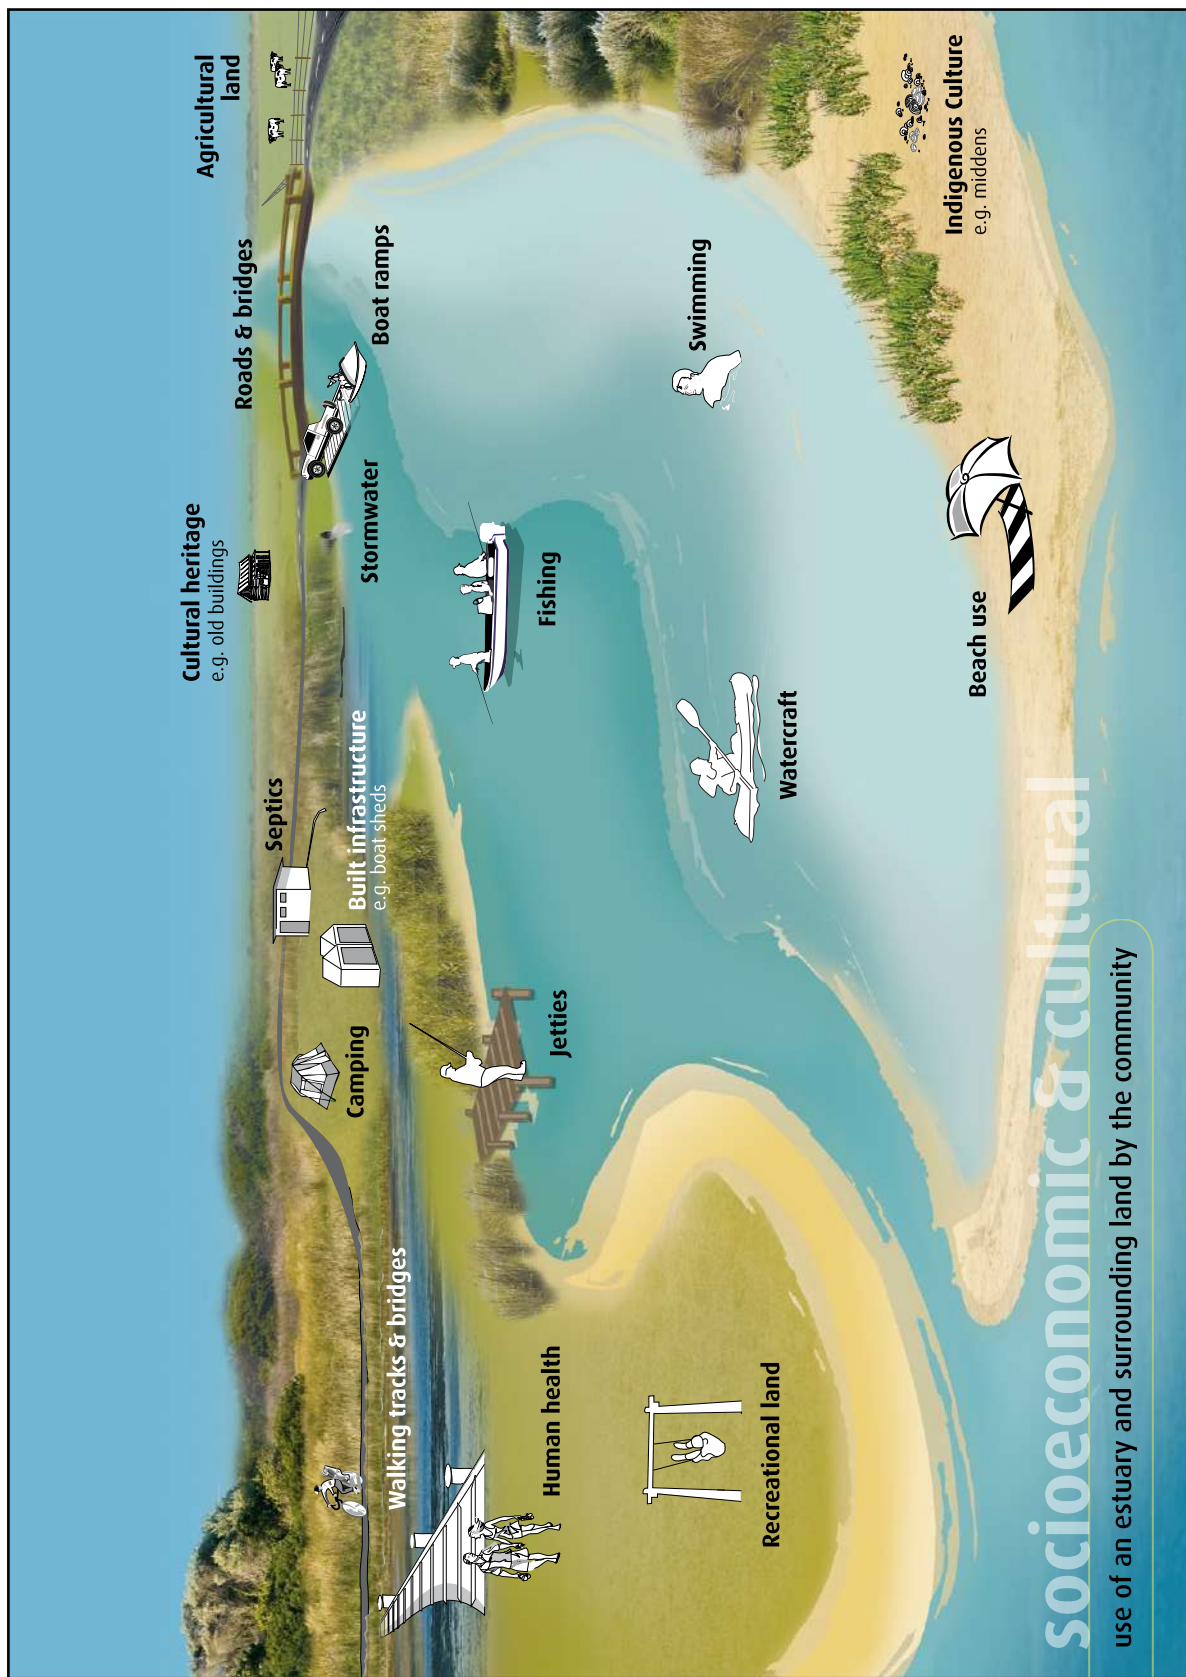 Cultural heritage
e.g. old buildings
Agricultural
land
Roads & bridges
Septics
Built infrastructure
e.g. boat sheds
Stormwater
Boat ramps
Camping
Walking tracks & bridges
Jetties
Fishing
Human health
Swimming
Watercraft
Recreational land
Indigenous Culture
e.g. middens
Beach use
socioeconomic & cultural
use of an estuary and surrounding land by the community